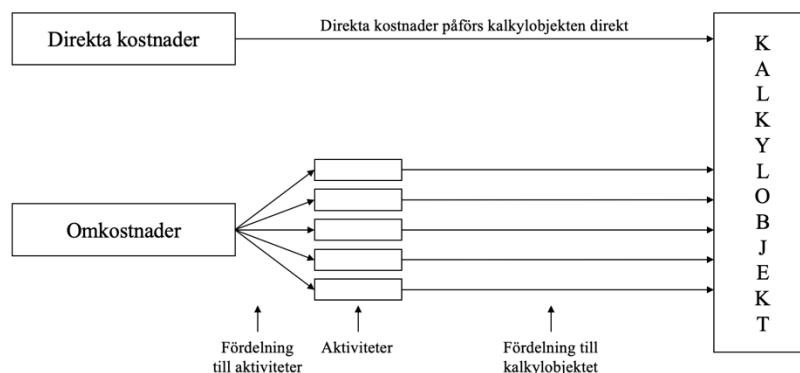 Direkta kostnader
Direkta kostnader påförs kalkylobjekten direkt
K
A
L
K
Y
L
O
B
J
E
K
T
Omkostnader
Fördelning
till aktiviteter
Aktiviteter
Fördelning till
kalkylobjektet